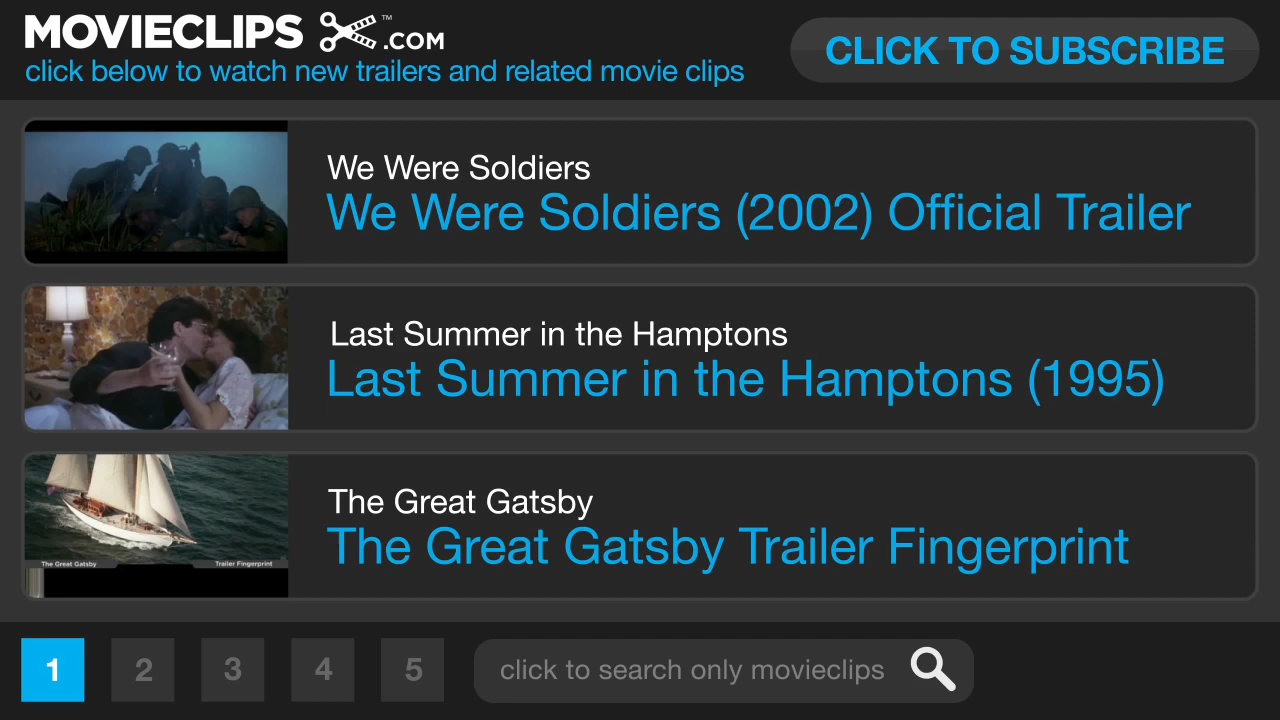 MOVIECLIPS ™ .COM
click below to watch new trailers and related movie clips
CLICK TO SUBSCRIBE
We Were Soldiers
We Were Soldiers (2002) Official Trailer
Last Summer in the Hamptons
Last Summer in the Hamptons (1995)
The Great Gatsby
The Great Gatsby Trailer Fingerprint
The Great Gatsby
Trailer Fingerprint
1 2 3 4 5
click to search only movieclips